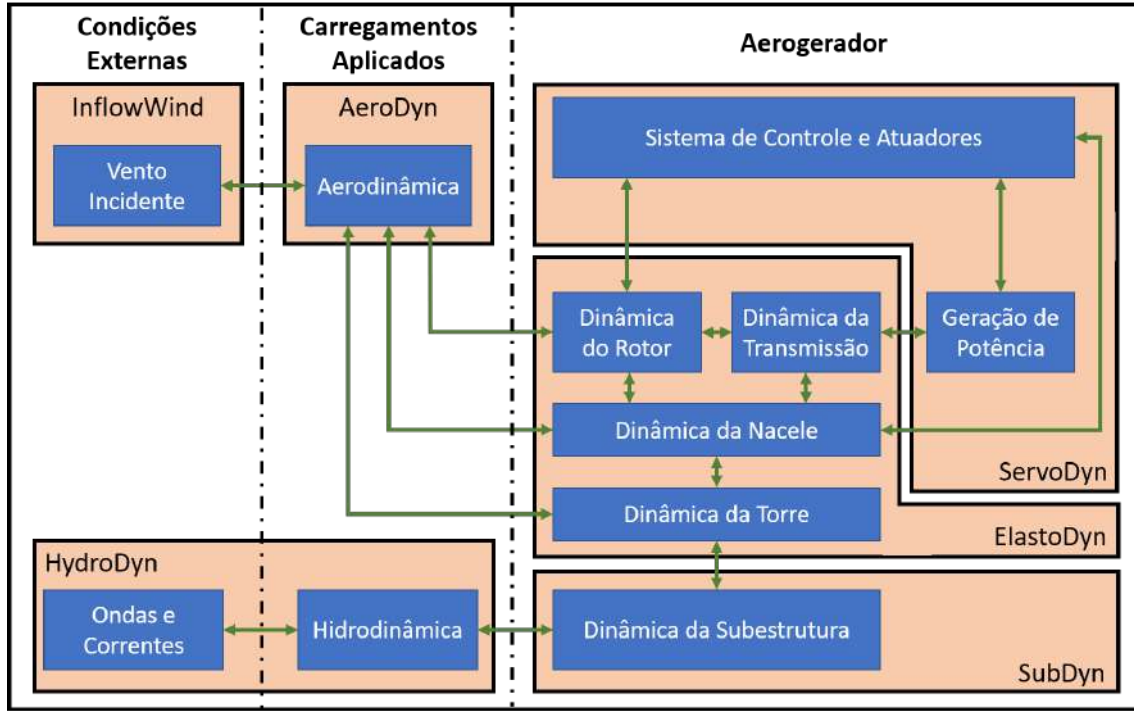 Condições
Externas
Carregamentos
Aplicados
Aerogerador
InflowWind
AeroDyn
Vento
Incidente
Aerodinâmica
Sistema de Controle e Atuadores
Dinâmica
do Rotor
Dinâmica da
Transmissão
Geração de
Potência
Dinâmica da Nacele
ServoDyn
Dinâmica da Torre
ElastoDyn
HydroDyn
Ondas e
Correntes
Hidrodinâmica
Dinâmica da Subestrutura
SubDyn